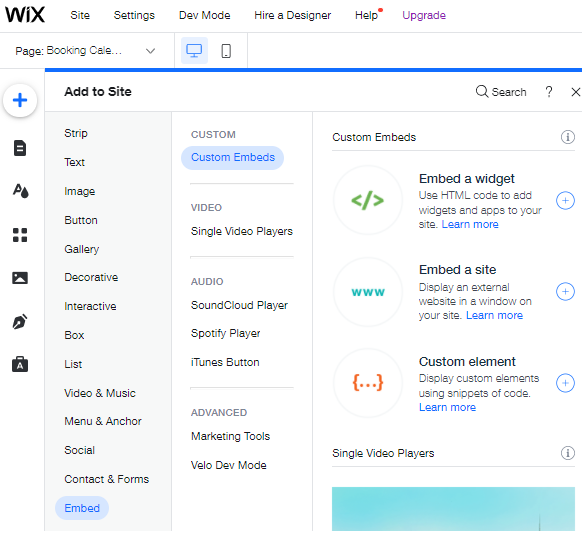 WiX Site Settings Dev Mode Hire a Designer Help Upgrade
Page: Booking Cale...
Add to Site Search ?
Strip
Text
Image
Button
Gallery
Decorative
Interactive
Box
List
Video & Music
Menu & Anchor
Social
Contact & Forms
Embed
CUSTOM
Custom Embeds
VIDEO
Single Video Players
AUDIO
SoundCloud Player
Spotify Player
iTunes Button
ADVANCED
Marketing Tools
Velo Dev Mode
Custom Embeds
</>
Embed a widget
Use HTML code to add
widgets and apps to your
site. Learn more
www
Embed a site
Display an external
website in a window on
your site. Learn more
{...}
Custom element
Display custom elements
using snippets of code.
Learn more
Single Video Players